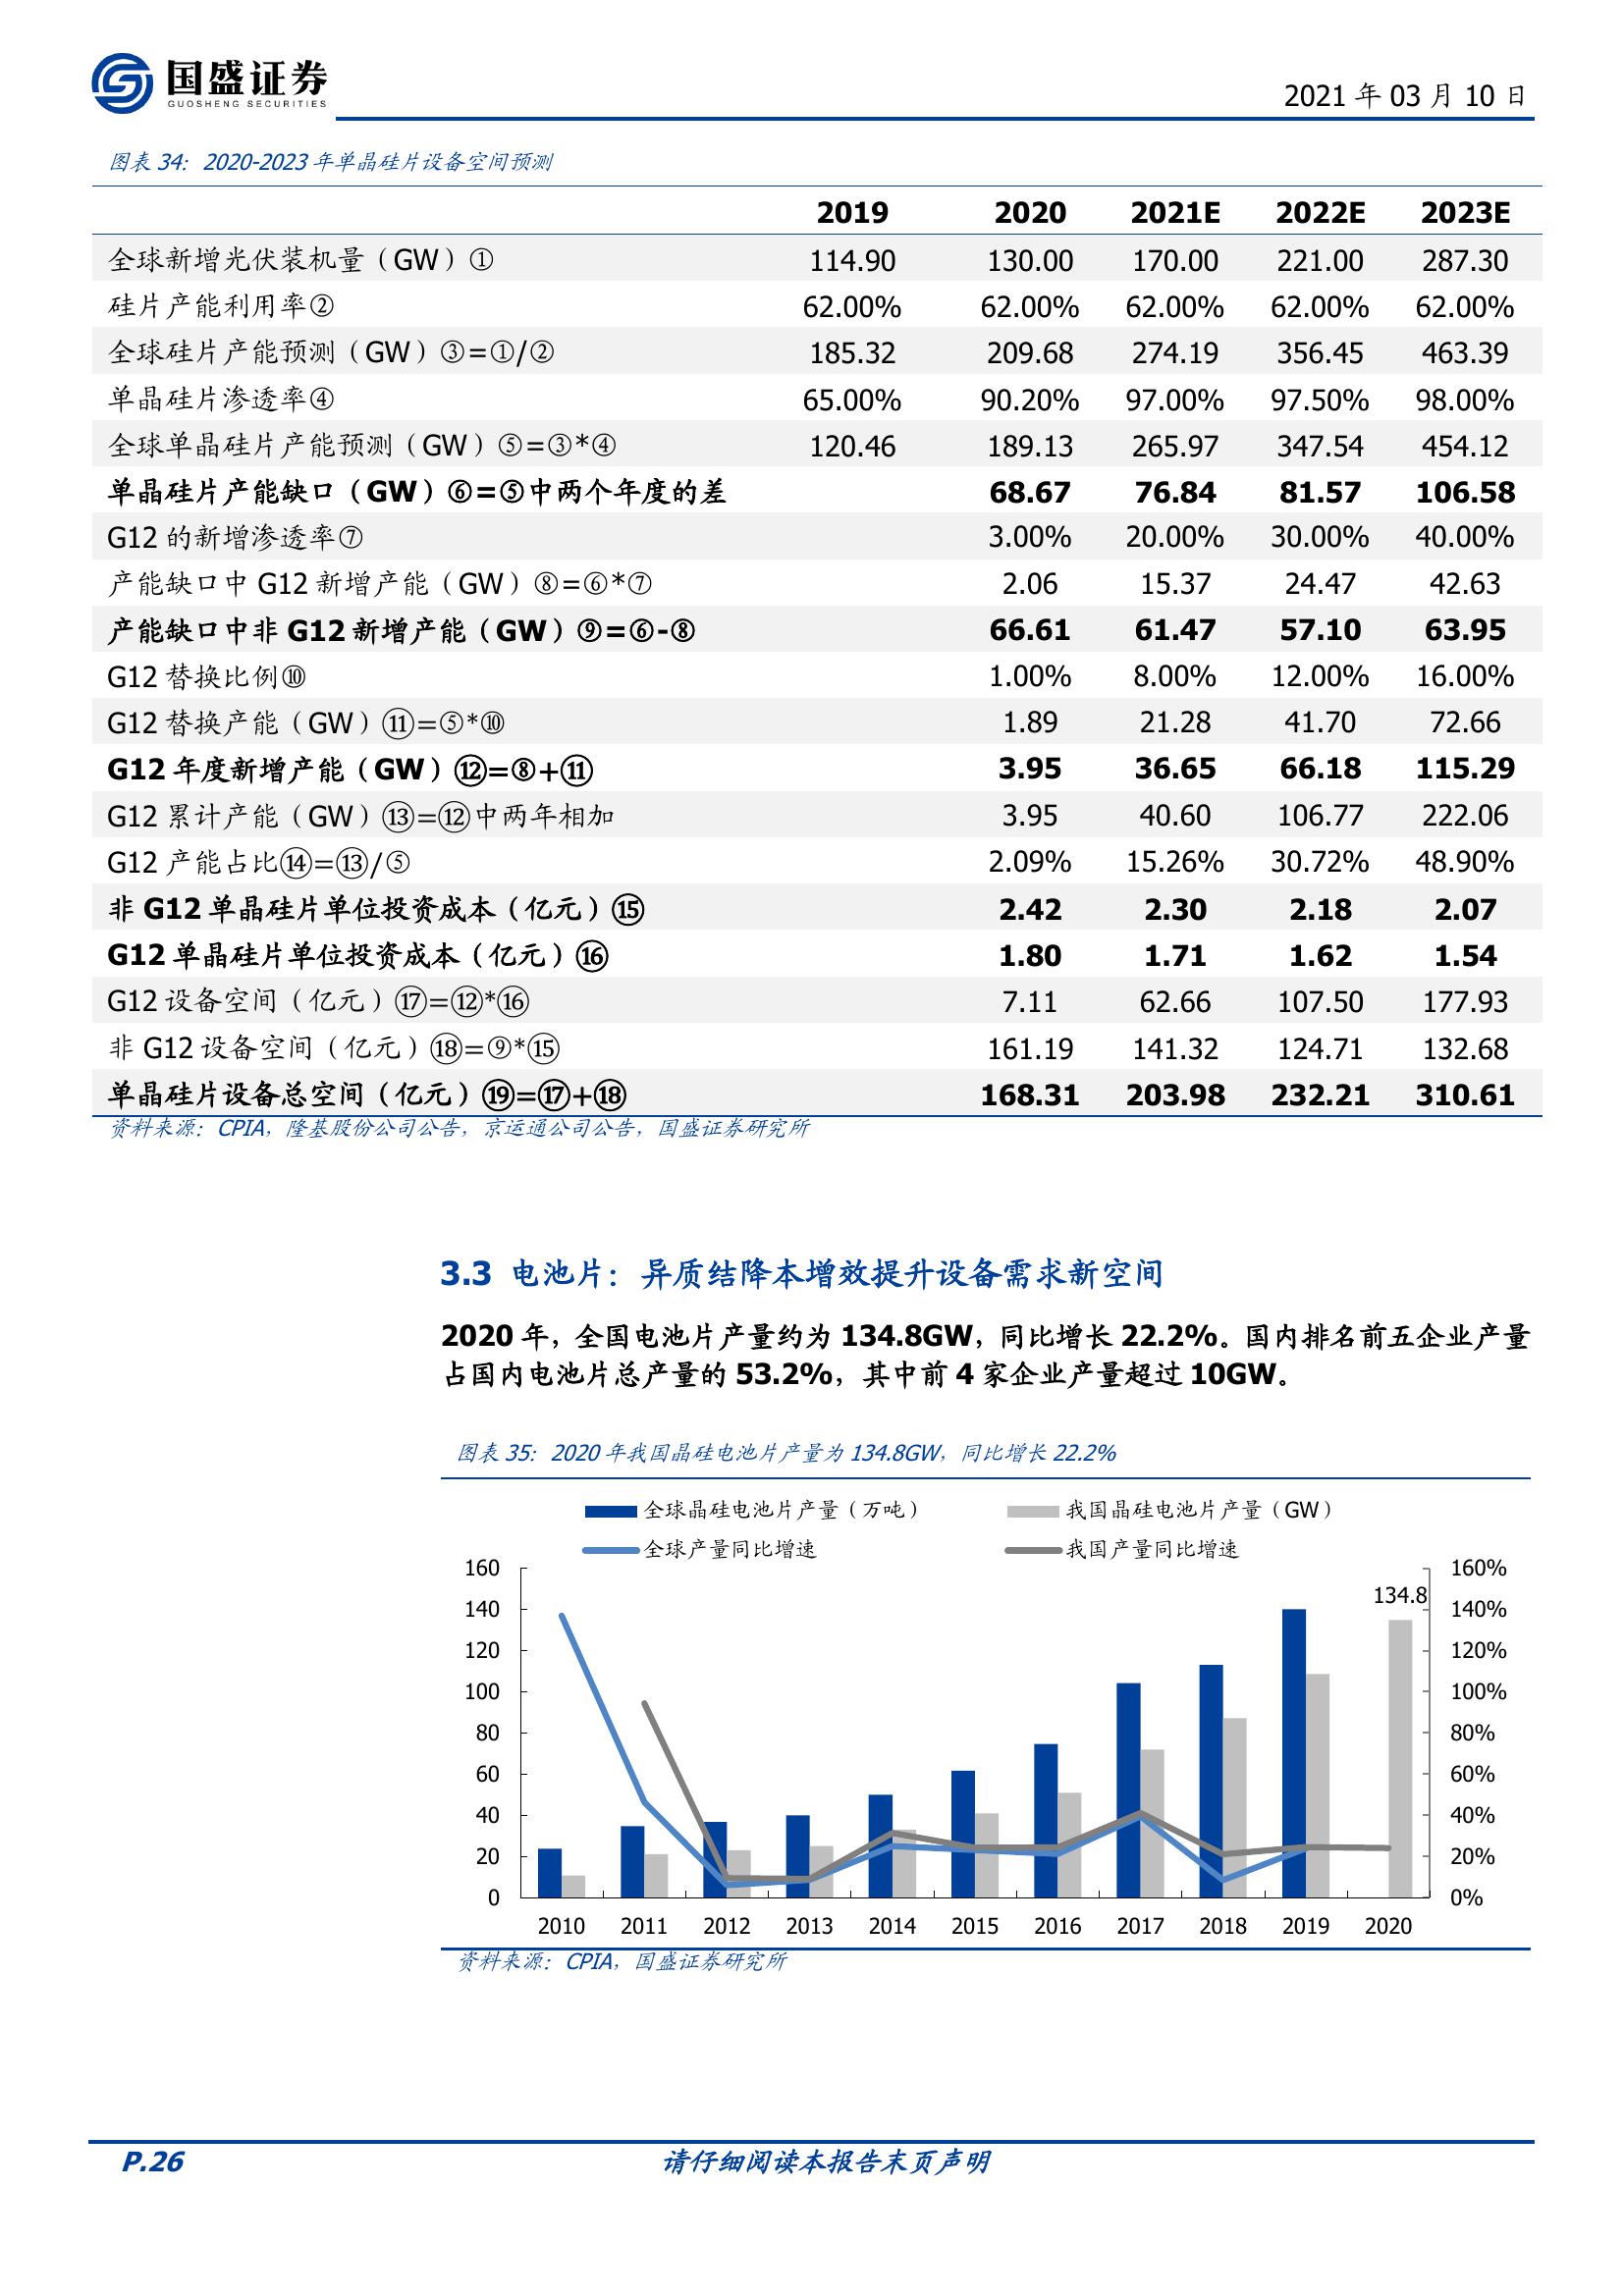 国盛证券
GUOSHENG SECURITIES
2021 年 03 月 10 日
图表 34：2020-2023 年单晶硅片设备空间预测
2019 2020 2021E 2022E 2023E
全球新增光伏装机量（GW）① 114.90 130.00 170.00 221.00 287.30
硅片产能利用率② 62.00% 62.00% 62.00% 62.00% 62.00%
全球硅片产能预测（GW）③=①/② 185.32 209.68 274.19 356.45 463.39
单晶硅片渗透率④ 65.00% 90.20% 97.00% 97.50% 98.00%
全球单晶硅片产能预测（GW）⑤=③*④ 120.46 189.13 265.97 347.54 454.12
单晶硅片产能缺口（GW）⑥=⑤中两个年度的差 68.67 76.84 81.57 106.58
G12 的新增渗透率⑦ 3.00% 20.00% 30.00% 40.00%
产能缺口中 G12 新增产能（GW）⑧=⑥*⑦ 2.06 15.37 24.47 42.63
产能缺口中非 G12 新增产能（GW）⑨=⑥-⑧ 66.61 61.47 57.10 63.95
G12 替换比例⑩ 1.00% 8.00% 12.00% 16.00%
G12 替换产能（GW）⑪=⑤*⑩ 1.89 21.28 41.70 72.66
G12 年度新增产能（GW）⑫=⑧+⑪ 3.95 36.65 66.18 115.29
G12 累计产能（GW）⑬=⑫中两年相加 3.95 40.60 106.77 222.06
G12 产能占比⑭=⑬/⑤ 2.09% 15.26% 30.72% 48.90%
非 G12 单晶硅片单位投资成本（亿元）⑮ 2.42 2.30 2.18 2.07
G12 单晶硅片单位投资成本（亿元）⑯ 1.80 1.71 1.62 1.54
G12 设备空间（亿元）⑰=⑫*⑯ 7.11 62.66 107.50 177.93
非 G12 设备空间（亿元）⑱=⑨*⑮ 161.19 141.32 124.71 132.68
单晶硅片设备总空间（亿元）⑲=⑰+⑱ 168.31 203.98 232.21 310.61
资料来源：CPIA，隆基股份公司公告，京运通公司公告，国盛证券研究所
3.3 电池片：异质结降本增效提升设备需求新空间
2020 年，全国电池片产量约为 134.8GW，同比增长 22.2%。国内排名前五企业产量
占国内电池片总产量的 53.2%，其中前 4 家企业产量超过 10GW。
图表 35：2020 年我国晶硅电池片产量为 134.8GW，同比增长 22.2%
全球晶硅电池片产量（万吨） 我国晶硅电池片产量（GW）
全球产量同比增速 我国产量同比增速
160 160%
134.8
140 140%
120 120%
100 100%
80 80%
60 60%
40 40%
20 20%
0 0%
2010 2011 2012 2013 2014 2015 2016 2017 2018 2019 2020
资料来源：CPIA，国盛证券研究所
P.26 请仔细阅读本报告末页声明